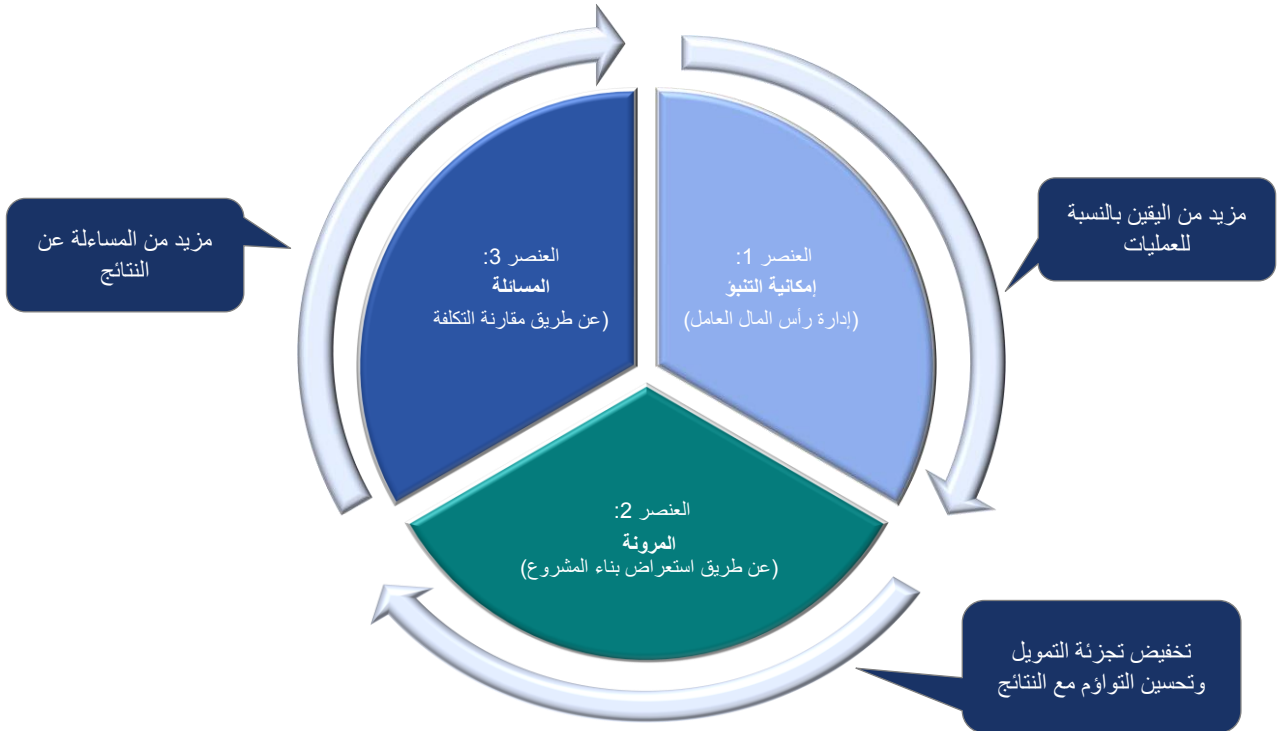 مزيد من اليقين بالنسبة
للعمليات
العنصر 1:
إمكانية التنبؤ
(إدارة رأس المال العامل)
العنصر 3:
المسائلة
(عن طريق مقارنة التكلفة
مزيد من المساءلة عن
النتائج
العنصر 2:
المرونة
(عن طريق استعراض بناء المشروع)
تخفيض تجزئة التمويل
وتحسين التواؤم مع النتائج